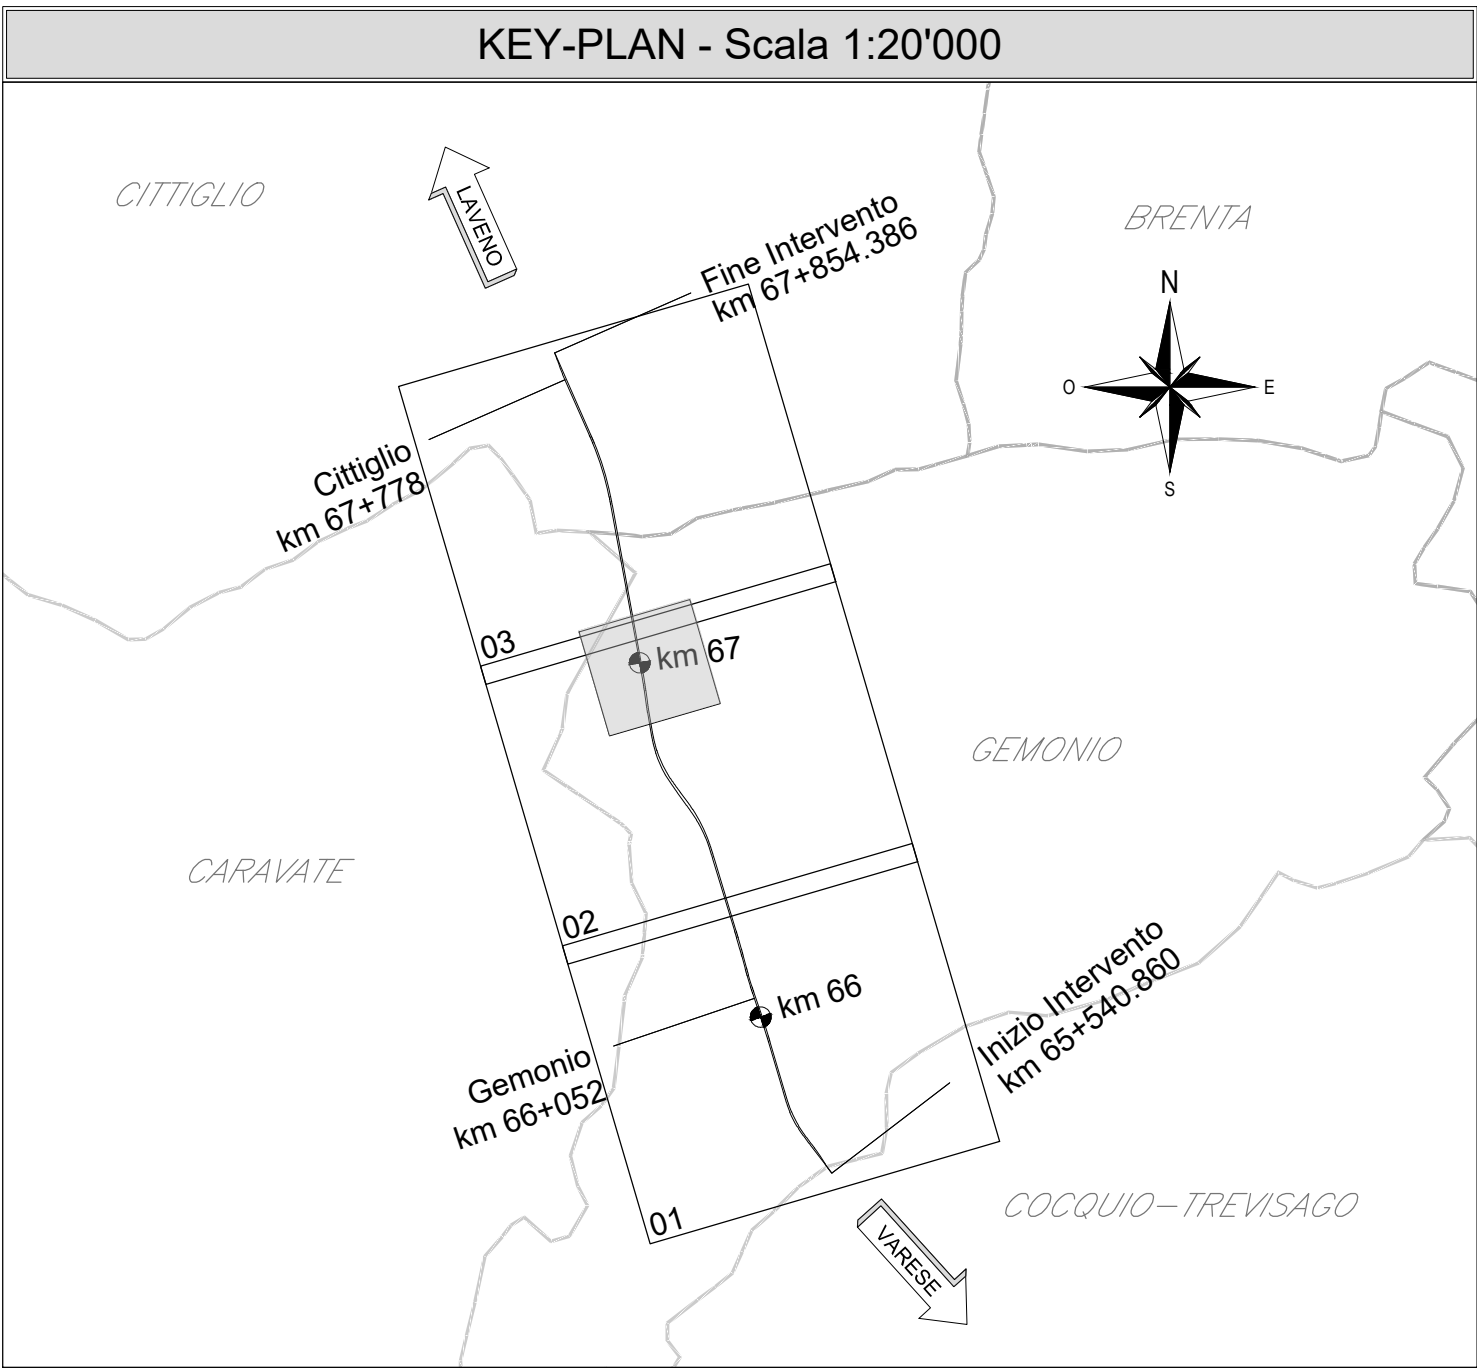 KEY-PLAN - Scala 1:20'000
CITTIGLIO
LAVENO
BRENTA
Fine Intervento
km 67+854.386
N
O
E
S
Cittiglio
km 67+778
03
km 67
GEMONIO
CARAVATE
02
km 66
Inizio Intervento
km 65+540.860
Gemonio
km 66+052
01
COCQUIO-TREVISAGO
VARESE